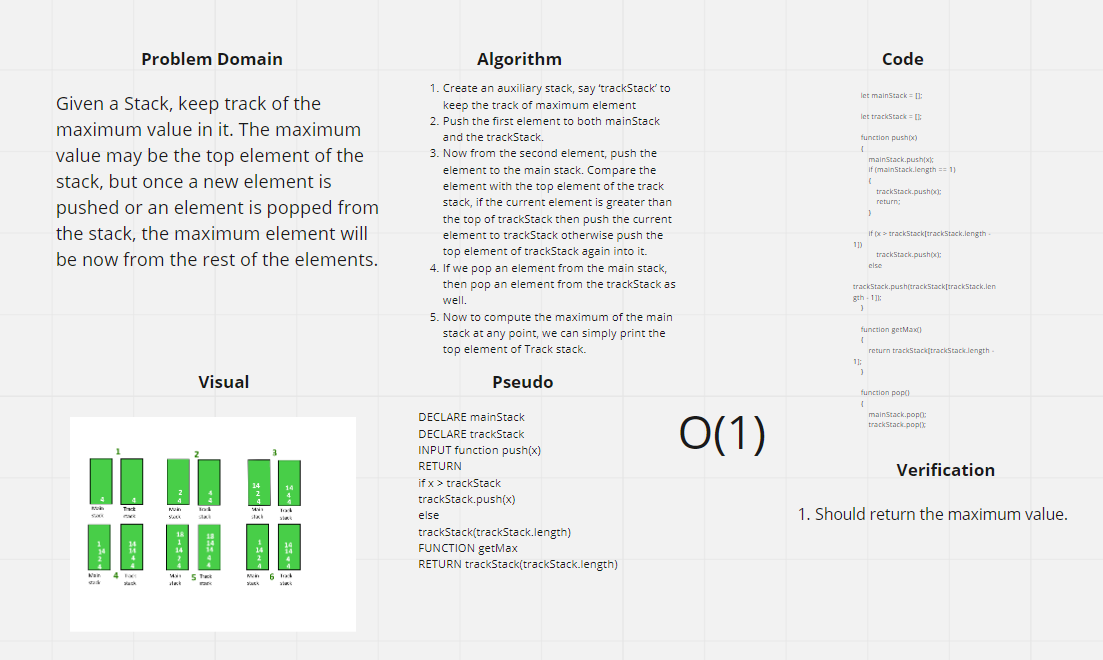 Problem Domain
Given a Stack, keep track of the
maximum value in it. The maximum
value may be the top element of the
stack, but once a new element is
pushed or an element is popped from
the stack, the maximum element will
be now from the rest of the elements.
Algorithm
1. Create an auxiliary stack, say ‘trackStack’ to
keep the track of maximum element
2. Push the first element to both mainStack
and the trackStack.
3. Now from the second element, push the
element to the main stack. Compare the
element with the top element of the track
stack, if the current element is greater than
the top of trackStack then push the current
element to trackStack otherwise push the
top element of trackStack again into it.
4. If we pop an element from the main stack,
then pop an element from the trackStack as
well.
5. Now to compute the maximum of the main
stack at any point, we can simply print the
top element of Track stack.
Code
let mainStack = [];
let trackStack = [];
function push(x)
{
mainStack.push(x);
if (mainStack.length == 1)
{
trackStack.push(x);
return;
}
if (x > trackStack[trackStack.length -
1])
trackStack.push(x);
else
trackStack.push(trackStack[trackStack.len
gth - 1]);
}
function getMax()
{
return trackStack[trackStack.length -
1];
}
function pop()
{
mainStack.pop();
trackStack.pop();
Visual
1
2
3
4
4
2
4
4
4
14
2
4
14
4
4
Main
stack
Track
stack
Main
stack
Track
stack
Main
stack
Track
stack
1
14
2
4
14
14
4
4
18
1
14
2
4
18
14
14
4
4
1
14
2
4
14
14
4
4
Main
stack
4
Track
stack
Main
stack
5
Track
stack
Main
stack
6
Track
stack
Pseudo
DECLARE mainStack
DECLARE trackStack
INPUT function push(x)
RETURN
if x > trackStack
trackStack.push(x)
else
trackStack(trackStack.length)
FUNCTION getMax
RETURN trackStack(trackStack.length)
O(1)
Verification
1. Should return the maximum value.